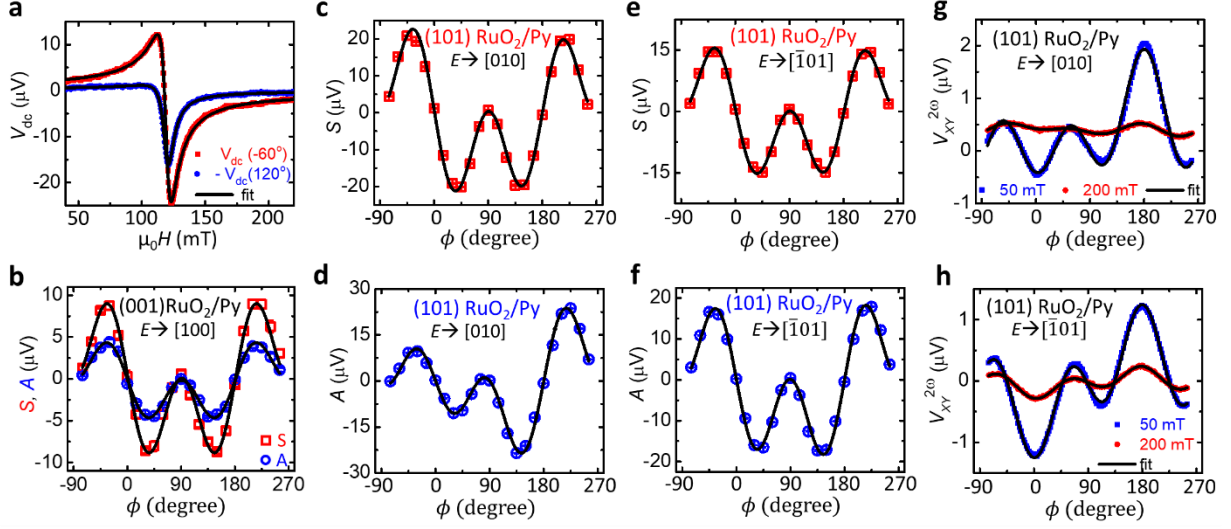 a
V_dc (μV)
10
0
-10
-20
V_dc (-60°)
- V_dc(120°)
fit
50 100 150 200
μ₀H (mT)
c
S (μV)
20
10
0
-10
-20
(101) RuO₂/Py
E→ [010]
-90 0 90 180 270
ϕ (degree)
e
S (μV)
15
0
-15
(101) RuO₂/Py
E→[1̄01]
-90 0 90 180 270
ϕ (degree)
g
V_XY^2ω (μV)
2
1
0
-1
(101) RuO₂/Py
E→ [010]
50 mT 200 mT fit
-90 0 90 180 270
ϕ (degree)
b
S, A (μV)
10
5
0
-5
-10
(001)RuO₂/Py
E→ [100]
S
A
-90 0 90 180 270
ϕ (degree)
d
A (μV)
30
15
0
-15
-30
(101) RuO₂/Py
E→ [010]
-90 0 90 180 270
ϕ (degree)
f
A (μV)
20
10
0
-10
-20
(101) RuO₂/Py
E→[1̄01]
-90 0 90 180 270
ϕ (degree)
h
V_XY^2ω (μV)
1
0
-1
(101) RuO₂/Py
E→[1̄01]
50 mT
200 mT
fit
-90 0 90 180 270
ϕ (degree)